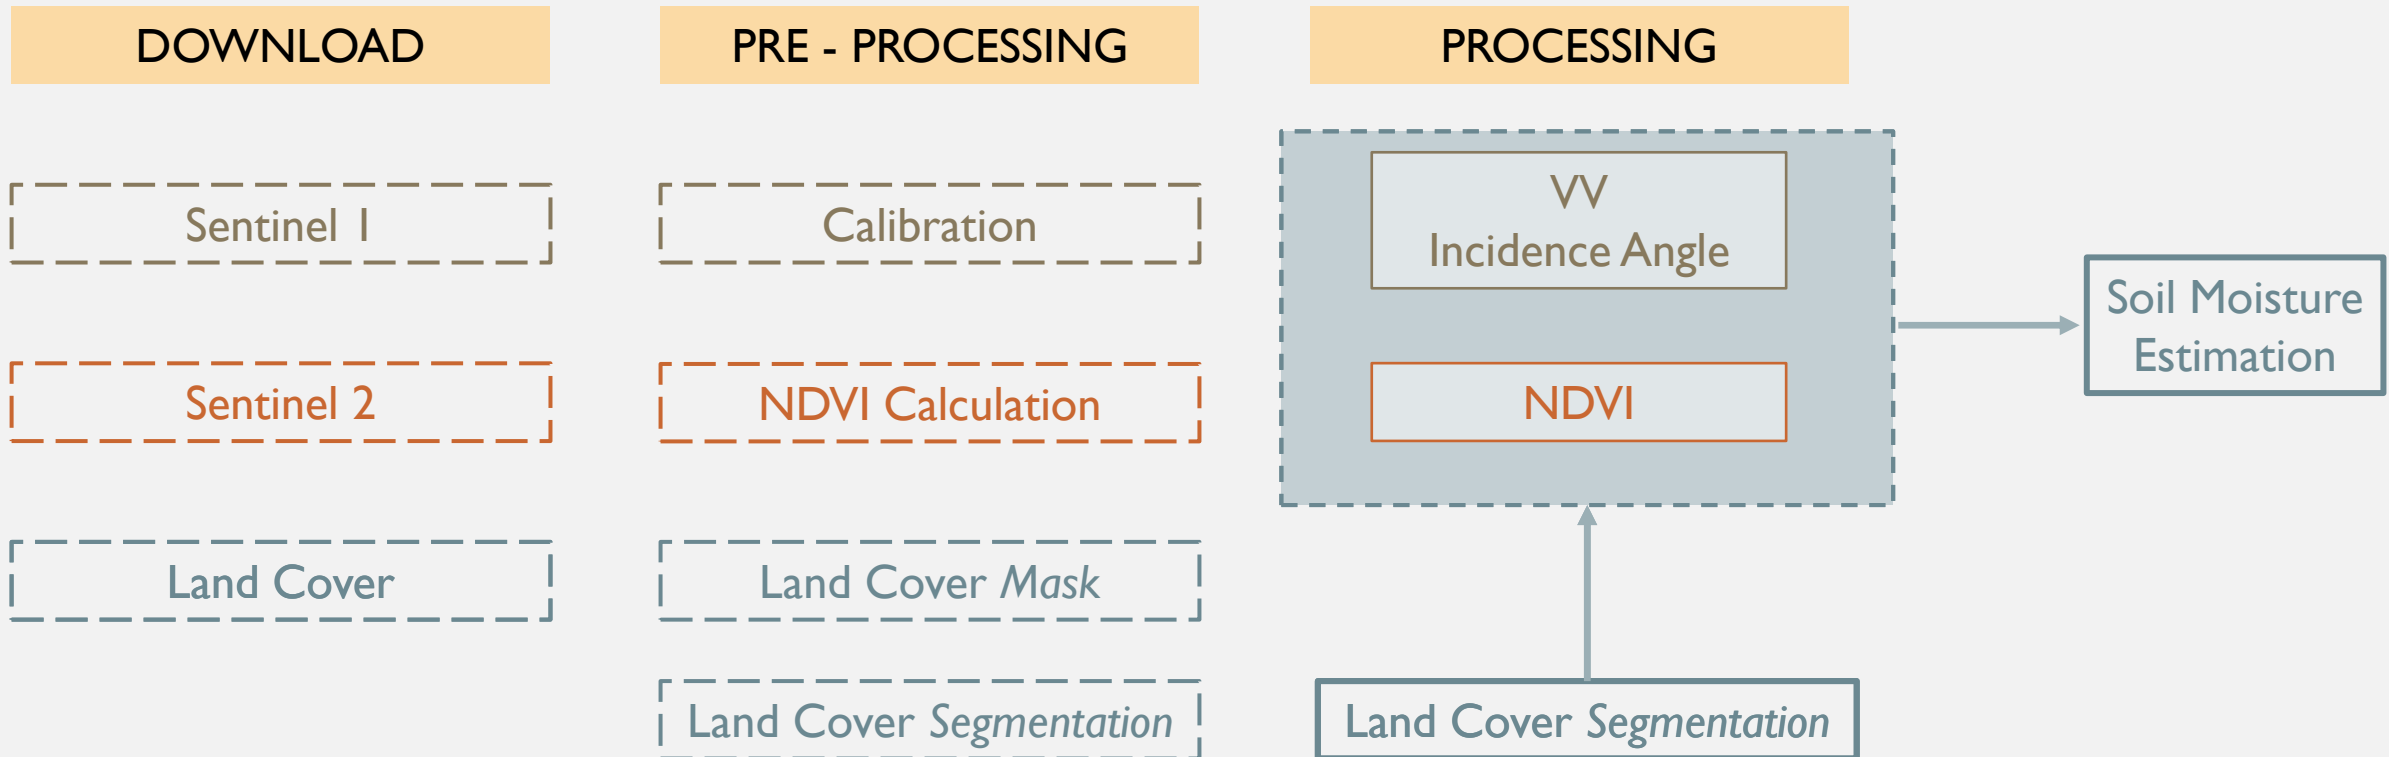 DOWNLOAD
PRE - PROCESSING
PROCESSING
Sentinel 1
Calibration
VV
Incidence Angle
Sentinel 2
NDVI Calculation
NDVI
Soil Moisture
Estimation
Land Cover
Land Cover Mask
Land Cover Segmentation
Land Cover Segmentation